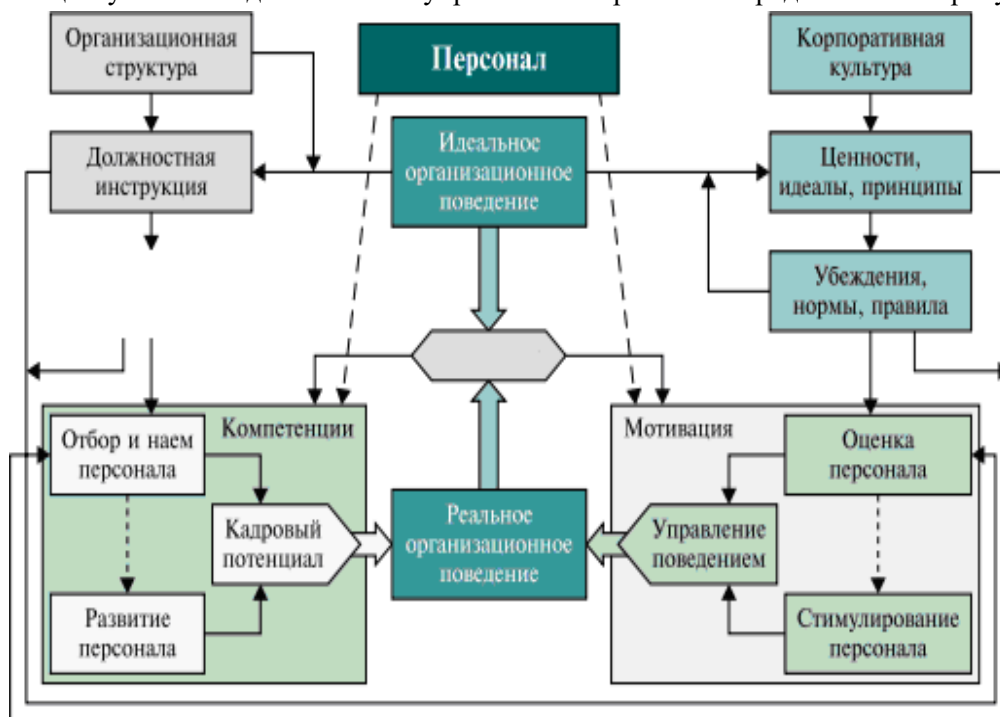 Организационная
структура
Персонал
Корпоративная
культура
Должностная
инструкция
Идеальное
организационное
поведение
Ценности,
идеалы, принципы
Убеждения,
нормы, правила
Компетенции
Отбор и наем
персонала
Кадровый
потенциал
Развитие
персонала
Реальное
организационное
поведение
Мотивация
Оценка
персонала
Управление
поведением
Стимулирование
персонала